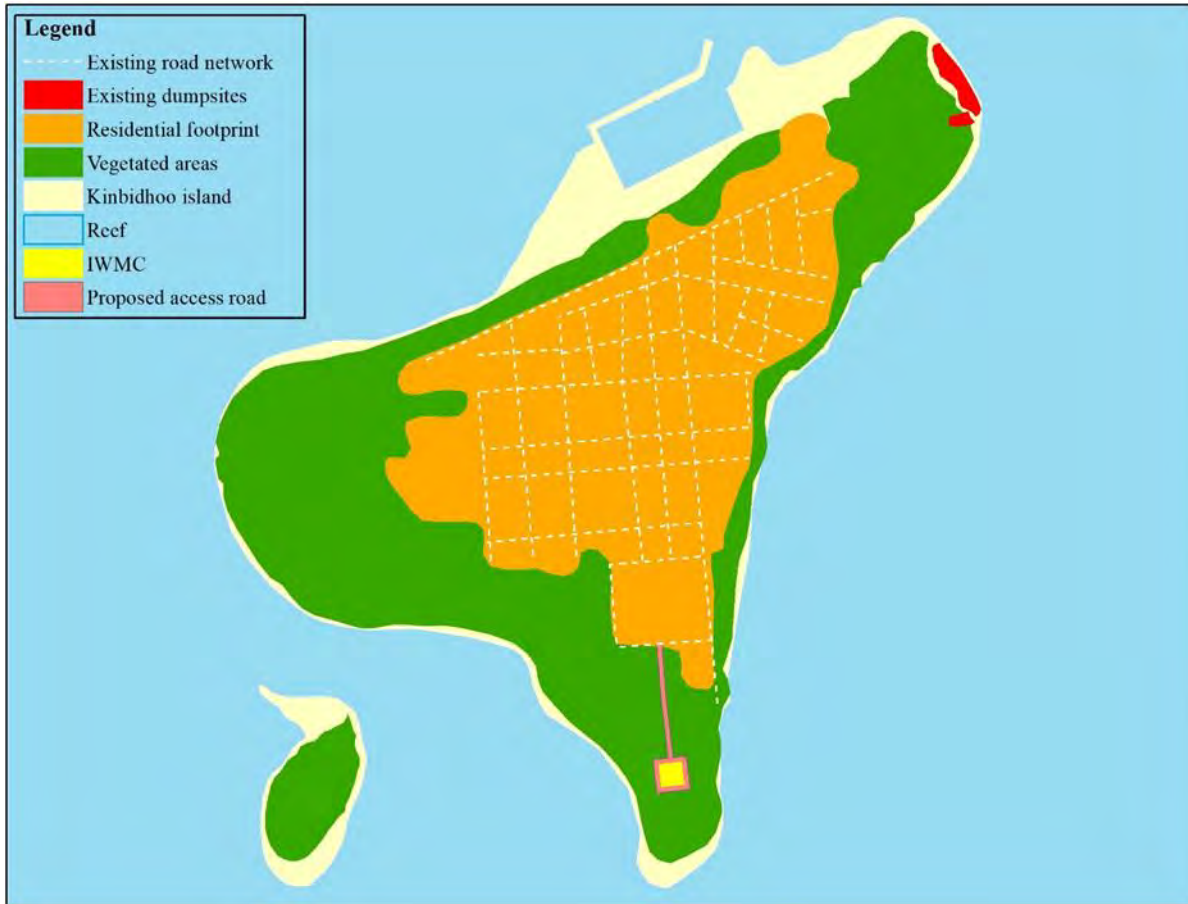 Legend
Existing road network
Existing dumpsites
Residential footprint
Vegetated areas
Kinbidhoo island
Reef
IWMC
Proposed access road